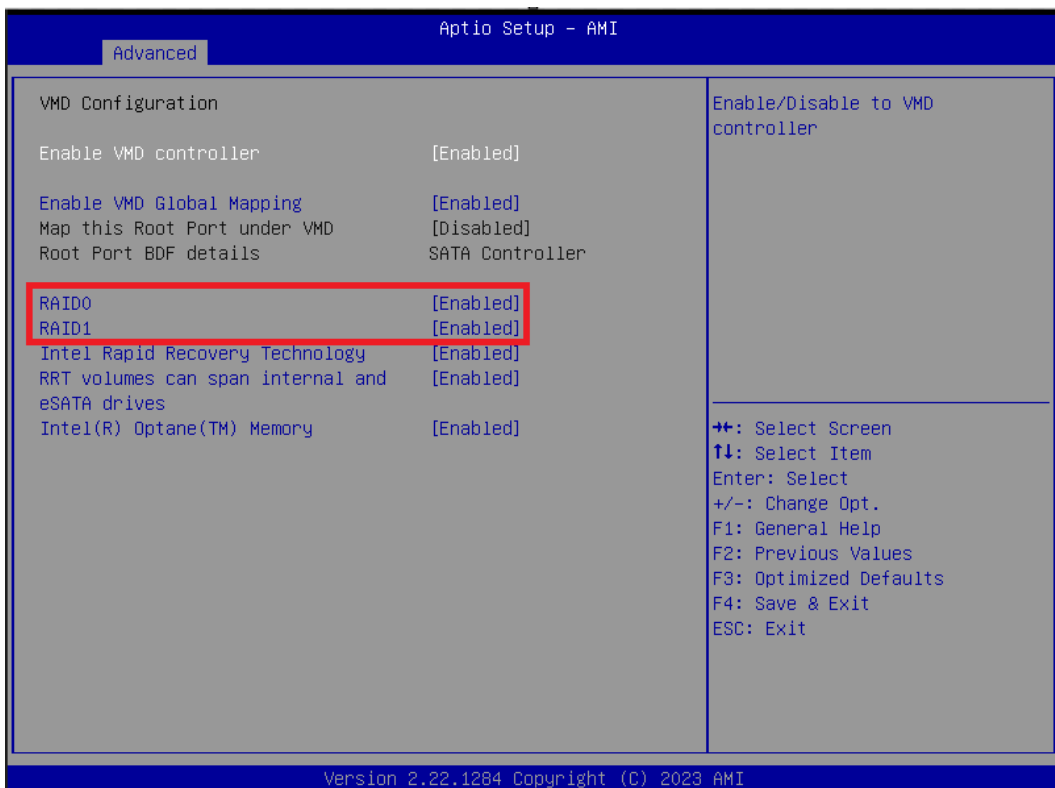 Aptio Setup – AMI
Advanced
VMD Configuration
Enable VMD controller [Enabled]
Enable VMD Global Mapping [Enabled]
Map this Root Port under VMD [Disabled]
Root Port BDF details SATA Controller
RAID0 [Enabled]
RAID1 [Enabled]
Intel Rapid Recovery Technology [Enabled]
RRT volumes can span internal and [Enabled]
eSATA drives
Intel(R) Optane(TM) Memory [Enabled]
Enable/Disable to VMD
controller
→←: Select Screen
↑↓: Select Item
Enter: Select
+/-: Change Opt.
F1: General Help
F2: Previous Values
F3: Optimized Defaults
F4: Save & Exit
ESC: Exit
Version 2.22.1284 Copyright (C) 2023 AMI